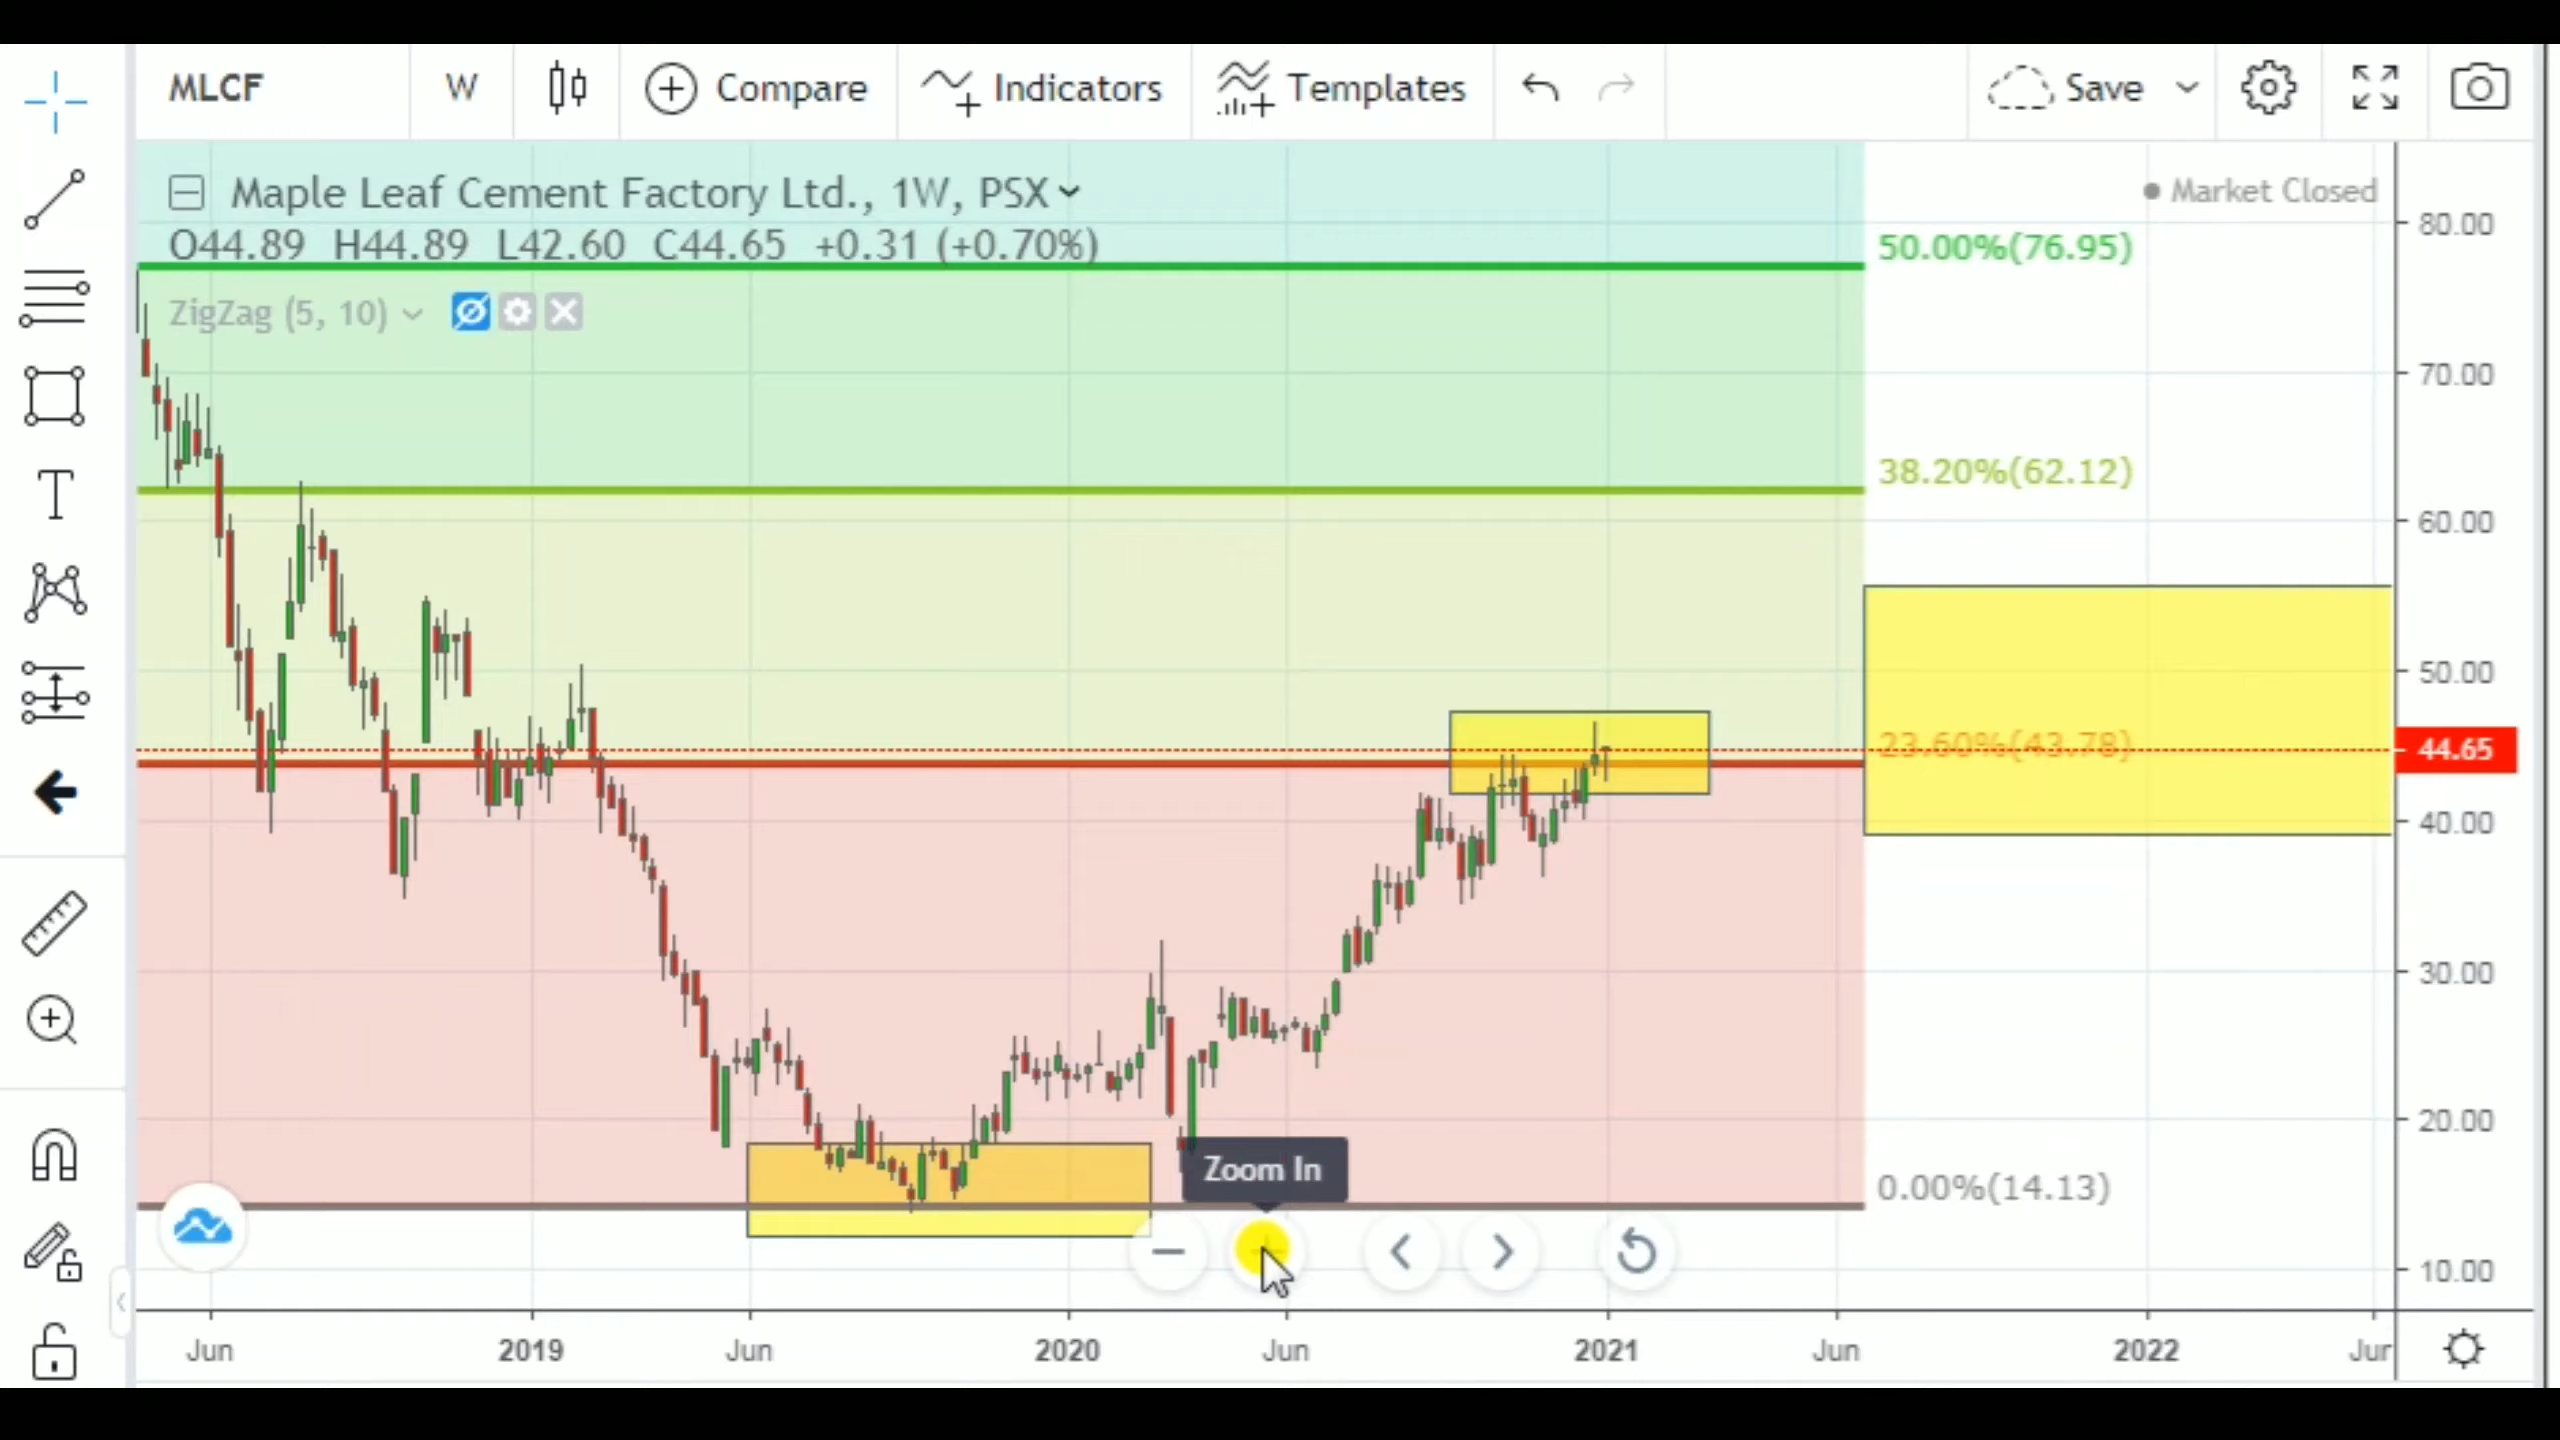 MLCF W Compare Indicators Templates Save
Maple Leaf Cement Factory Ltd., 1W, PSX
Market Closed
O44.89 H44.89 L42.60 C44.65 +0.31 (+0.70%)
ZigZag (5, 10)
80.00
50.00%(76.95)
70.00
38.20%(62.12)
60.00
50.00
23.60%(43.78)
44.65
40.00
30.00
20.00
Zoom In
0.00%(14.13)
10.00
Jun 2019 Jun 2020 Jun 2021 Jun 2022